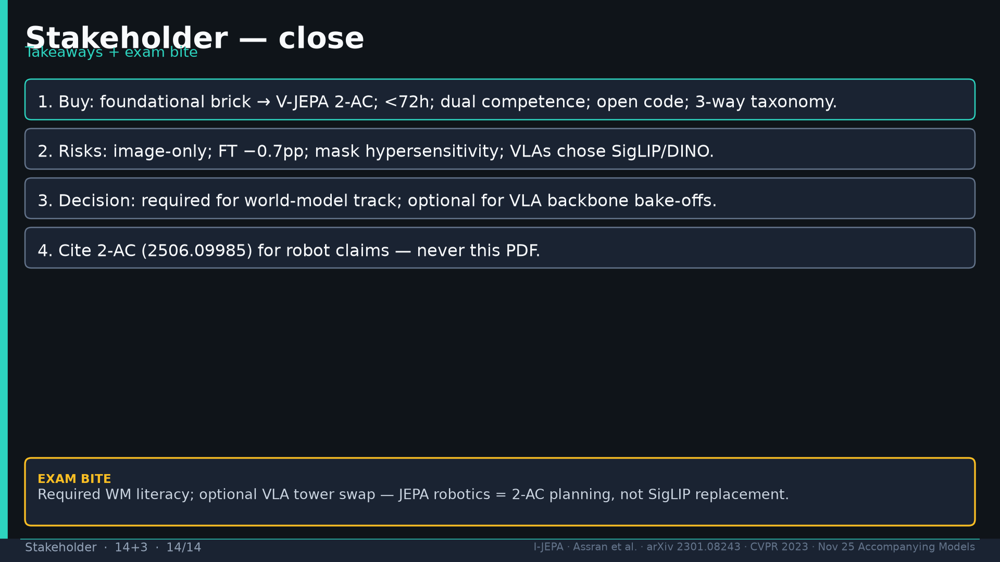 Stakeholder — close
Takeaways + exam bite
1. Buy: foundational brick → V-JEPA 2-AC; <72h; dual competence; open code; 3-way taxonomy.
2. Risks: image-only; FT −0.7pp; mask hypersensitivity; VLAs chose SigLIP/DINO.
3. Decision: required for world-model track; optional for VLA backbone bake-offs.
4. Cite 2-AC (2506.09985) for robot claims — never this PDF.
EXAM BITE
Required WM literacy; optional VLA tower swap — JEPA robotics = 2-AC planning, not SigLIP replacement.
Stakeholder · 14+3 · 14/14
I-JEPA · Assran et al. · arXiv 2301.08243 · CVPR 2023 · Nov 25 Accompanying Models